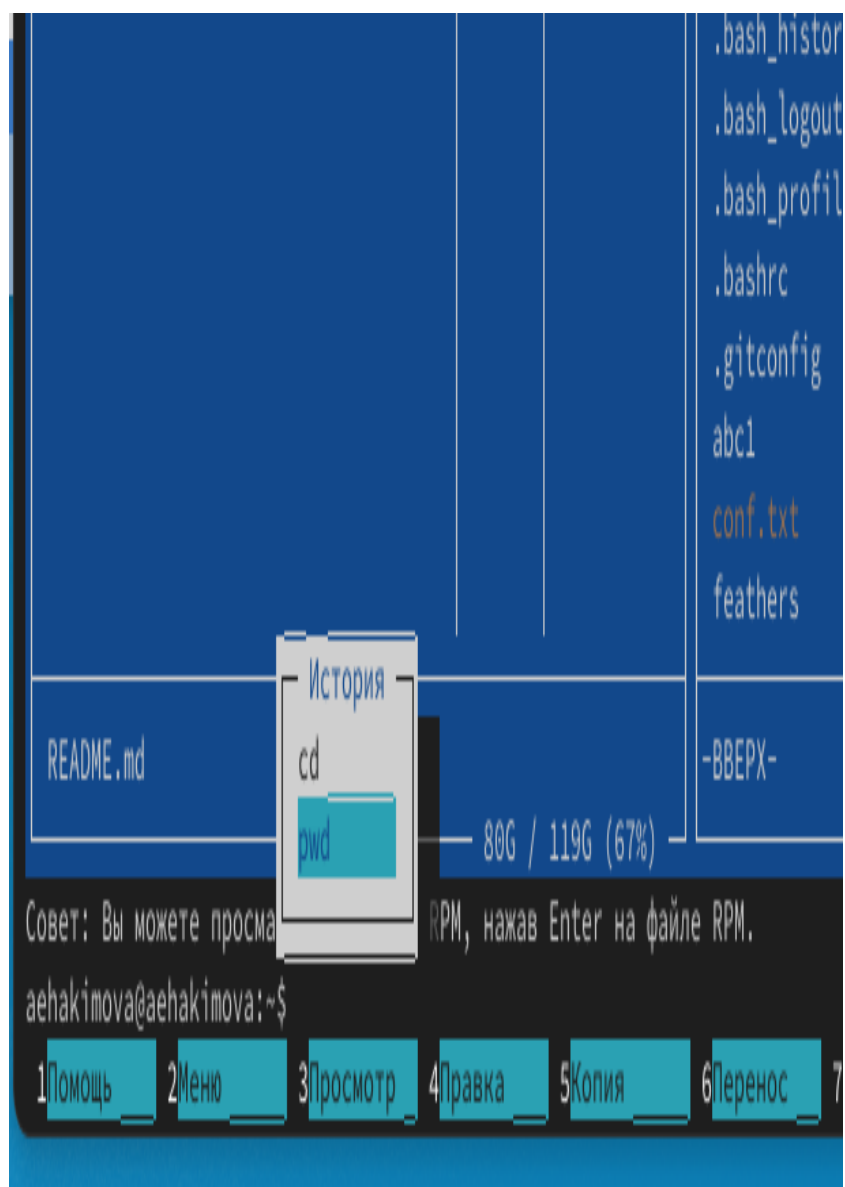 .bash_histor
.bash_logout
.bash_profil
.bashrc
.gitconfig
abc1
conf.txt
feathers
История
cd
pwd
README.md
-ВВЕРХ-
80G / 119G (67%)
Совет: Вы можете просма RPM, нажав Enter на файле RPM.
aehakimova@aehakimova:~$
1Помощь 2Меню 3Просмотр 4Правка 5Копия 6Перенос 7